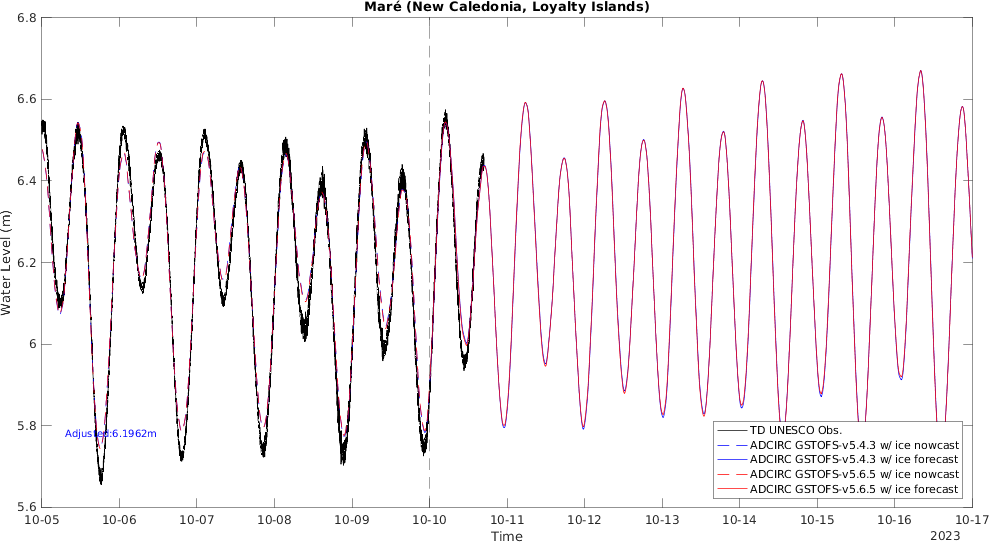 Maré (New Caledonia, Loyalty Islands)
6.8
6.6
6.4
6.2
6
5.8
5.6
Water Level (m)
Adjusted:6.1962m
TD UNESCO Obs.
ADCIRC GSTOFS-v5.4.3 w/ ice nowcast
ADCIRC GSTOFS-v5.4.3 w/ ice forecast
ADCIRC GSTOFS-v5.6.5 w/ ice nowcast
ADCIRC GSTOFS-v5.6.5 w/ ice forecast
10-05 10-06 10-07 10-08 10-09 10-10 10-11 10-12 10-13 10-14 10-15 10-16 10-17
Time
2023